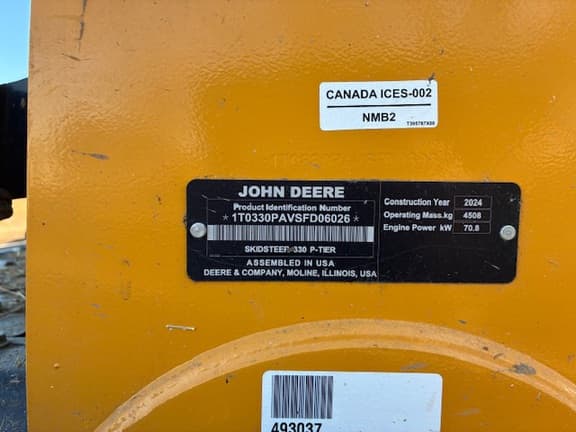 CANADA ICES-002
NMB2
JOHN DEERE
Product Identification Number
*1T0330PAVSFD06026*
SKIDSTEER 330 P-TIER
ASSEMBLED IN USA
DEERE & COMPANY, MOLINE, ILLINOIS, USA
Construction Year 2024
Operating Mass.kg 4508
Engine Power kW 70.8
493037